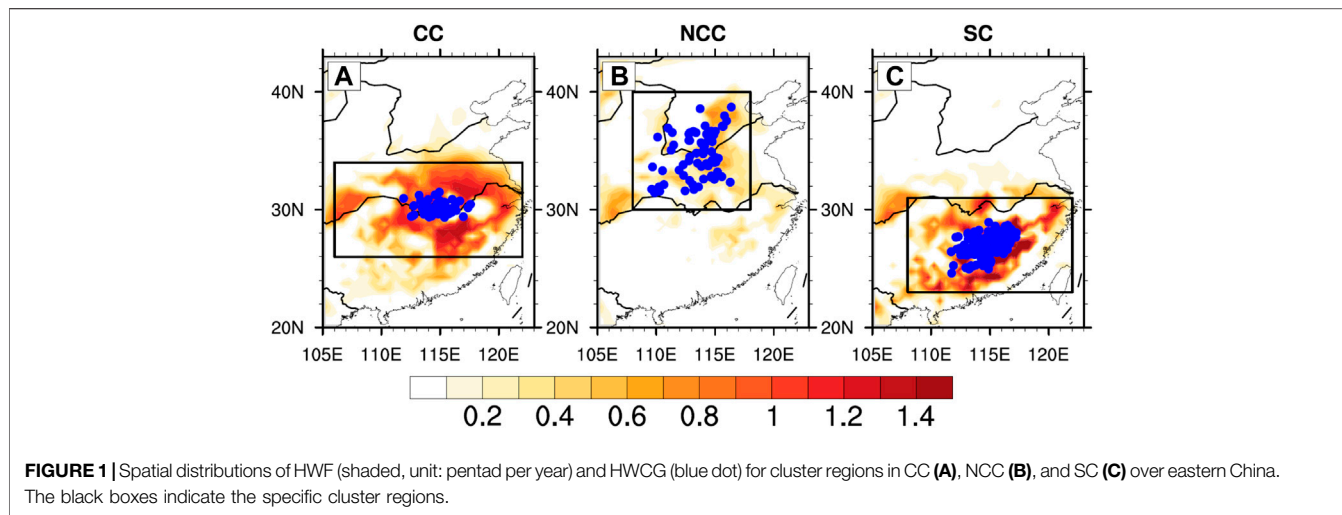 CC NCC SC
A B C
40N 40N 40N
30N 30N 30N
20N 20N 20N
105E 110E 115E 120E 105E 110E 115E 120E 105E 110E 115E 120E
0.2 0.4 0.6 0.8 1 1.2 1.4
FIGURE 1 | Spatial distributions of HWF (shaded, unit: pentad per year) and HWCG (blue dot) for cluster regions in CC (A), NCC (B), and SC (C) over eastern China.
The black boxes indicate the specific cluster regions.